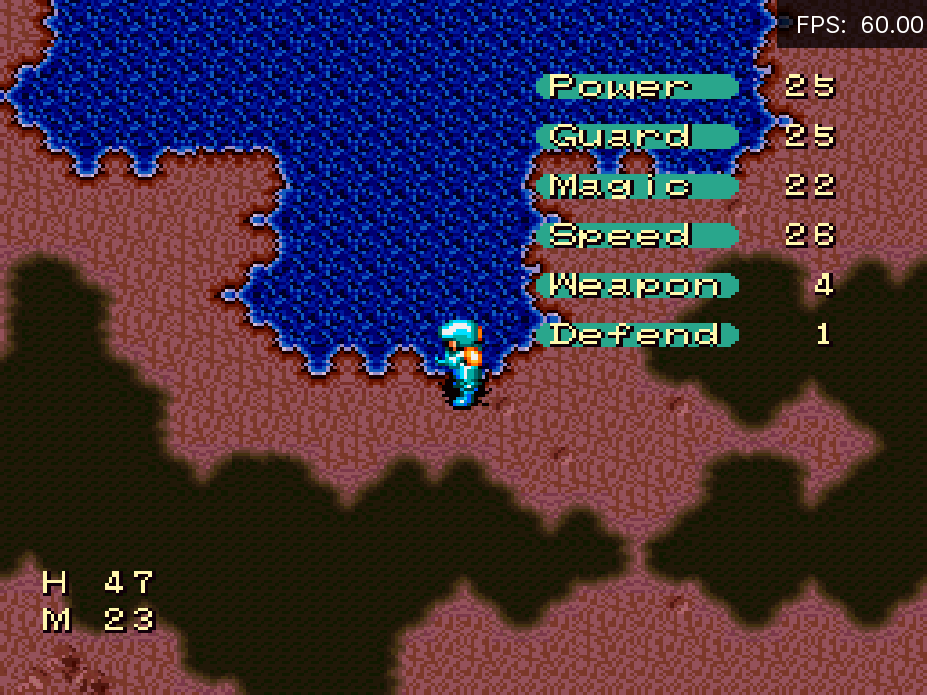 FPS: 60.00
Power 25
Guard 25
Magic 22
Speed 26
Weapon 4
Defend 1
H 47
M 23